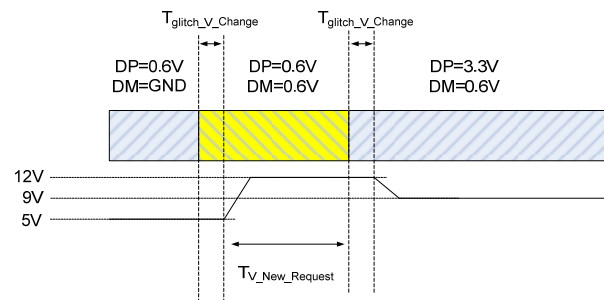 T_glitch_V_Change
T_glitch_V_Change
DP=0.6V
DM=GND
DP=0.6V
DM=0.6V
DP=3.3V
DM=0.6V
12V
9V
5V
T_V_New_Request